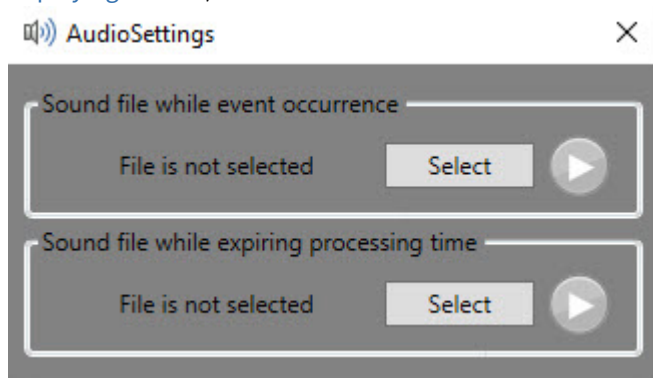 AudioSettings
Sound file while event occurrence
File is not selected Select
Sound file while expiring processing time
File is not selected Select